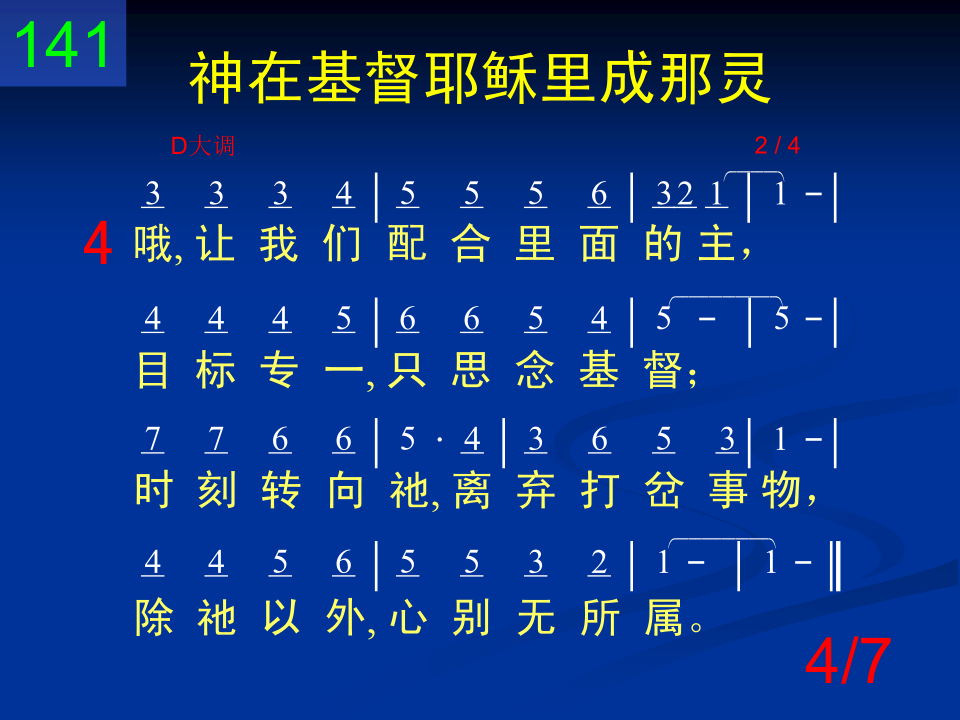 141
神在基督耶稣里成那灵
D大调 2 / 4
3 3 3 4 | 5 5 5 6 | 3 2 1 | 1 – |
4 哦, 让 我 们 配 合 里 面 的 主,
4 4 4 5 | 6 6 5 4 | 5 – | 5 – |
目 标 专 一, 只 思 念 基 督;
7 7 6 6 | 5 · 4 | 3 6 5 3 | 1 – |
时 刻 转 向 祂, 离 弃 打 岔 事 物,
4 4 5 6 | 5 5 3 2 | 1 – | 1 – ‖
除 祂 以 外, 心 别 无 所 属。
4/7